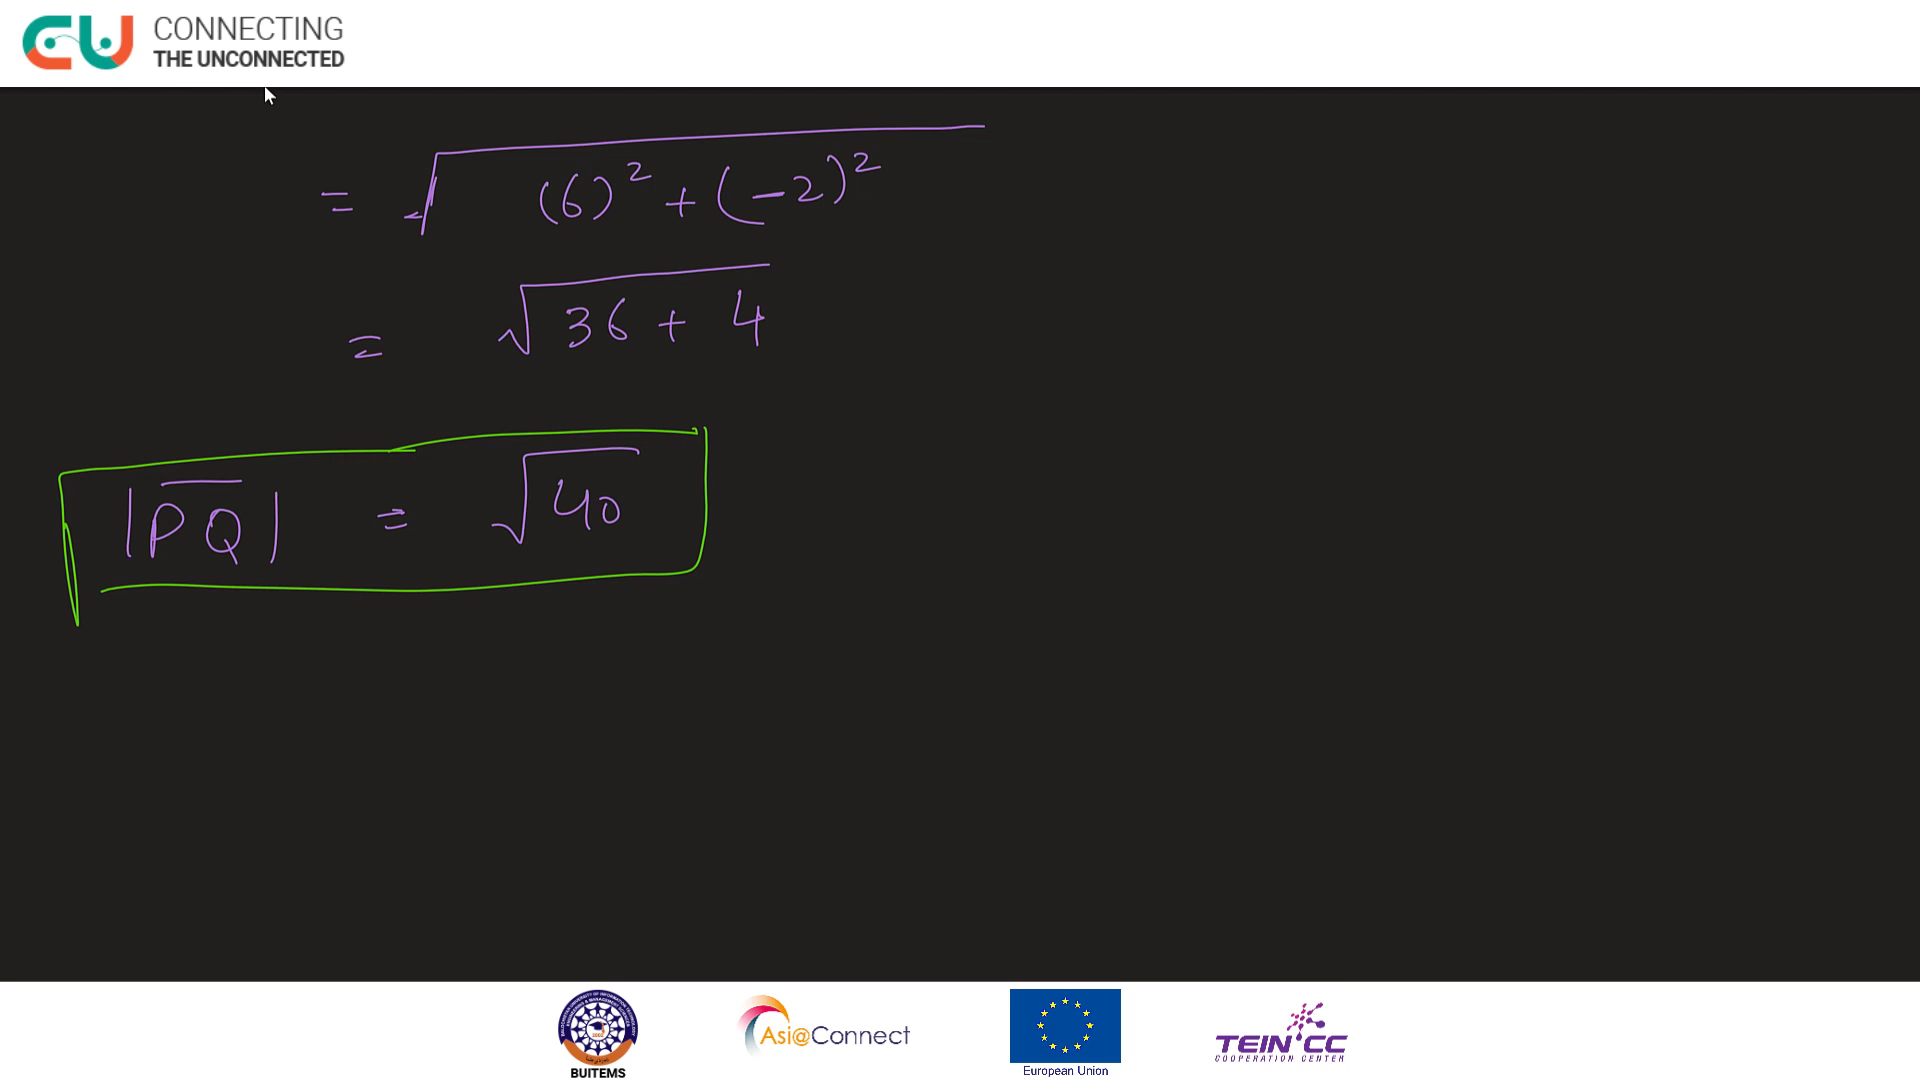 CONNECTING
THE UNCONNECTED
= √(6)² + (-2)²
= √36 + 4
|PQ| = √40
BUITEMS
Asi@Connect
European Union
TEIN*CC
COOPERATION CENTER